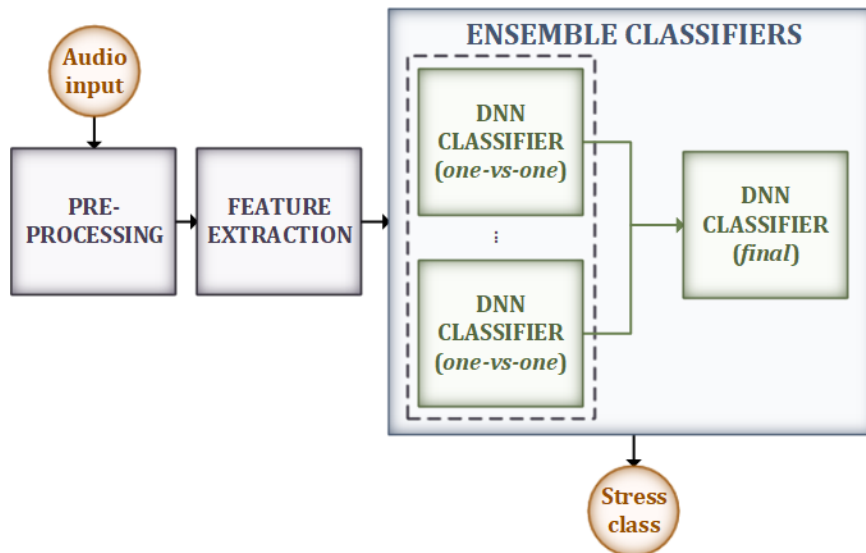 Audio
input
PRE-
PROCESSING
FEATURE
EXTRACTION
ENSEMBLE CLASSIFIERS
DNN
CLASSIFIER
(one-vs-one)
...
DNN
CLASSIFIER
(one-vs-one)
DNN
CLASSIFIER
(final)
Stress
class